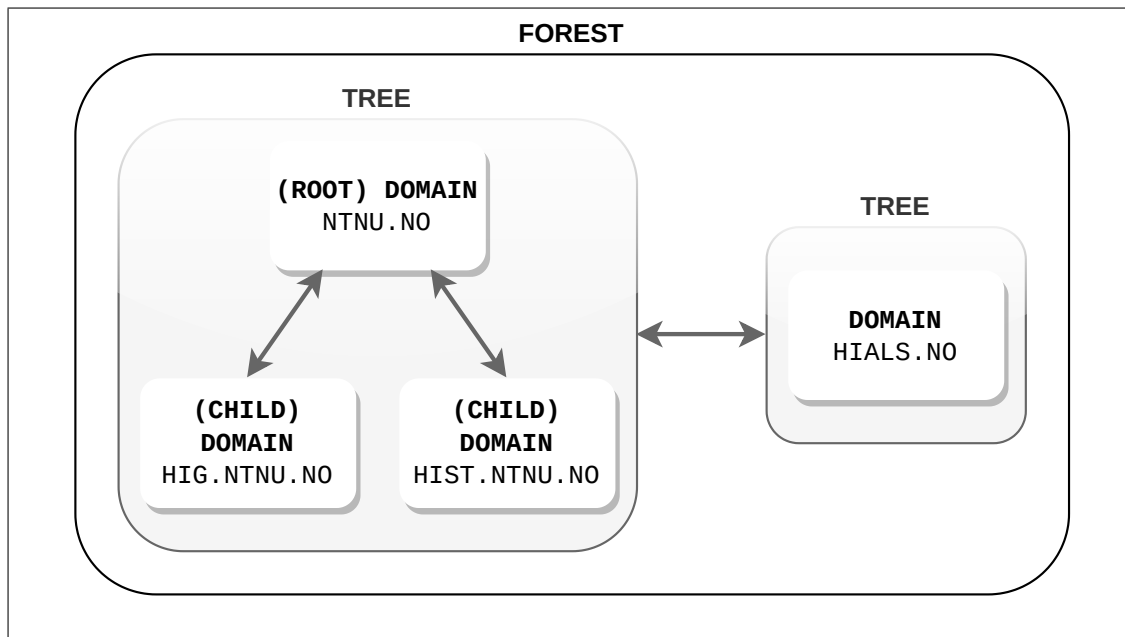 FOREST
TREE
(ROOT) DOMAIN
NTNU.NO
(CHILD)
DOMAIN
HIG.NTNU.NO
(CHILD)
DOMAIN
HIST.NTNU.NO
TREE
DOMAIN
HIALS.NO